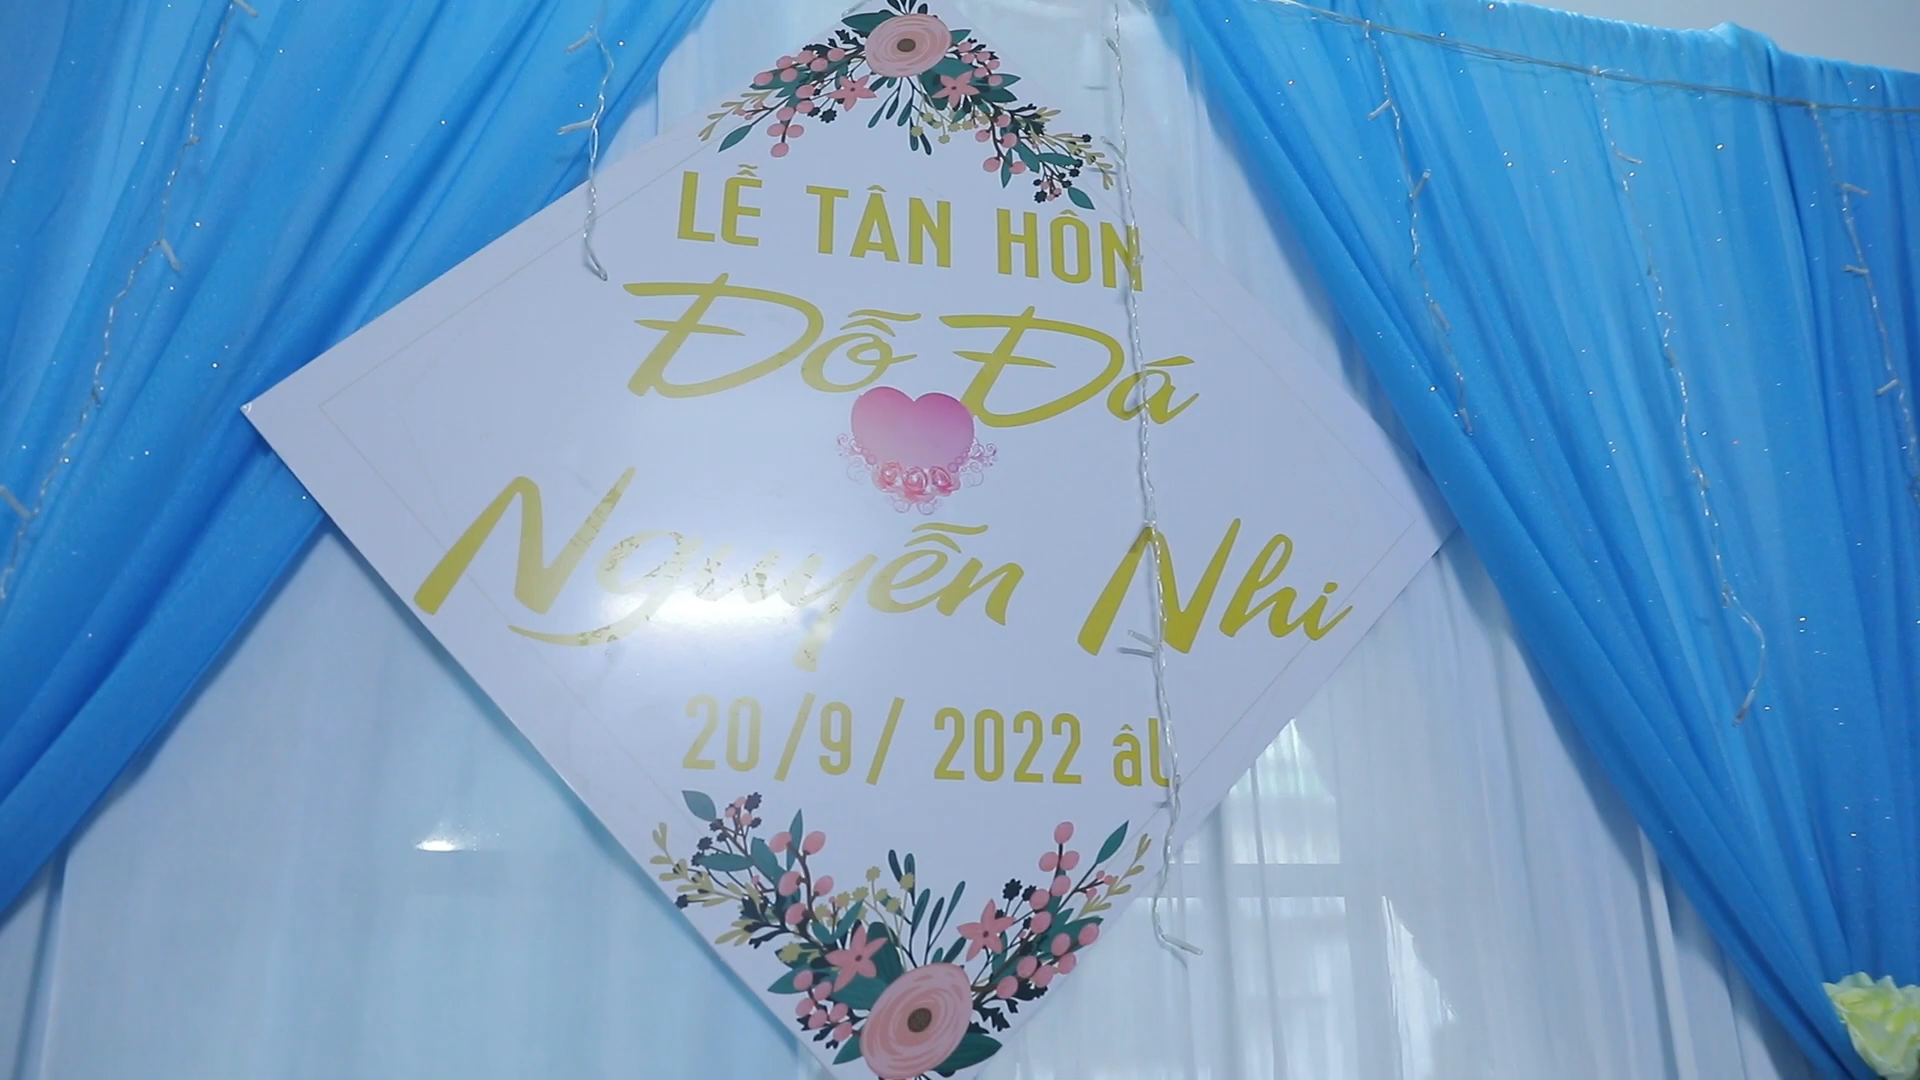 LỄ TÂN HÔN
Đỗ Đá
Nguyễn Nhi
20/9/2022 âL